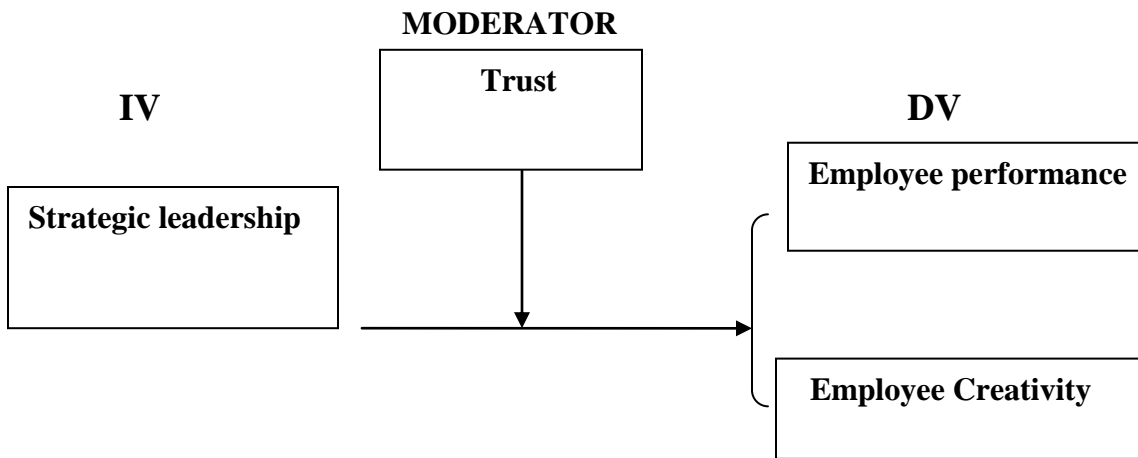 MODERATOR
Trust
IV
DV
Employee performance
Strategic leadership
Employee Creativity